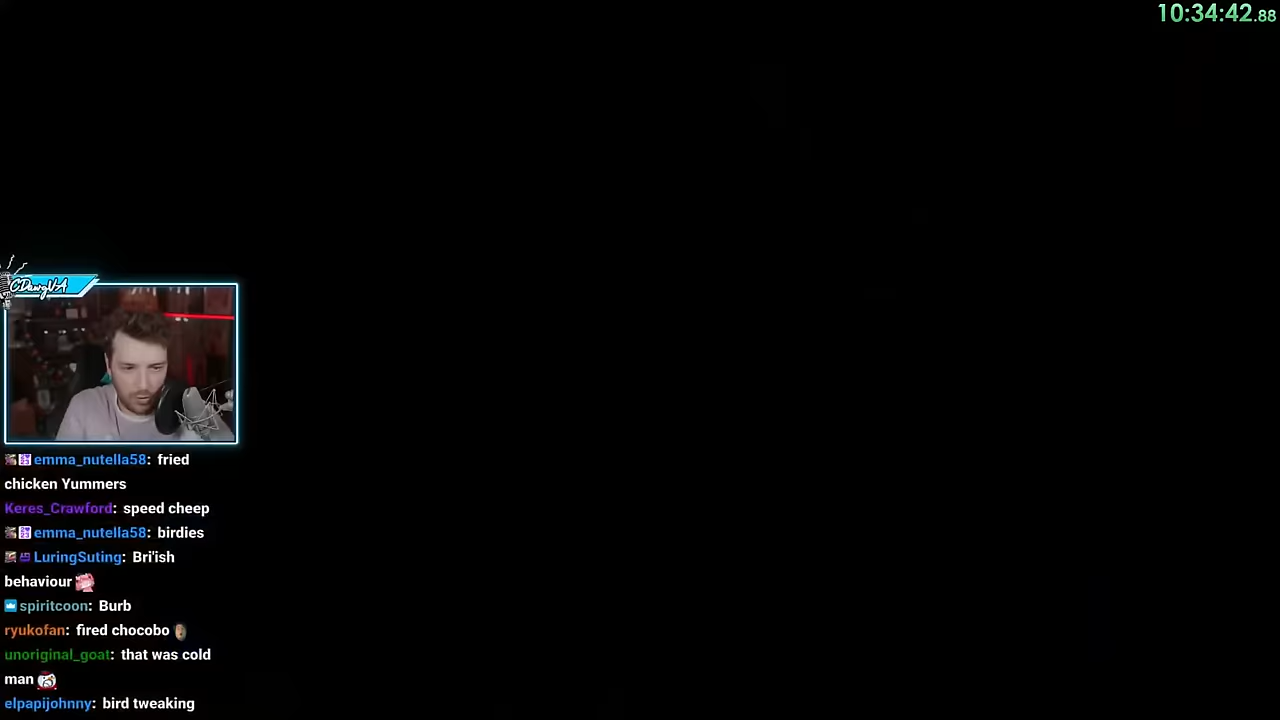 10:34:42.88
CDawgVA
emma_nutella58: fried
chicken Yummers
Keres_Crawford: speed cheep
emma_nutella58: birdies
LuringSuting: Bri'ish
behaviour
spiritcoon: Burb
ryukofan: fired chocobo
unoriginal_goat: that was cold
man
elpapijohnny: bird tweaking